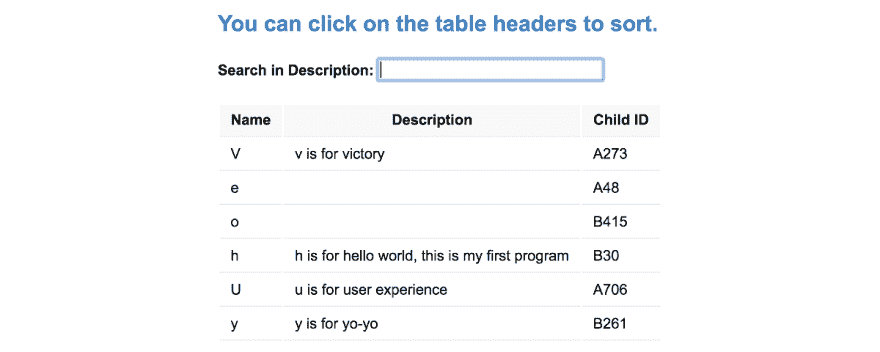 You can click on the table headers to sort.
Search in Description:
Name Description Child ID
V v is for victory A273
e A48
o B415
h h is for hello world, this is my first program B30
U u is for user experience A706
y y is for yo-yo B261